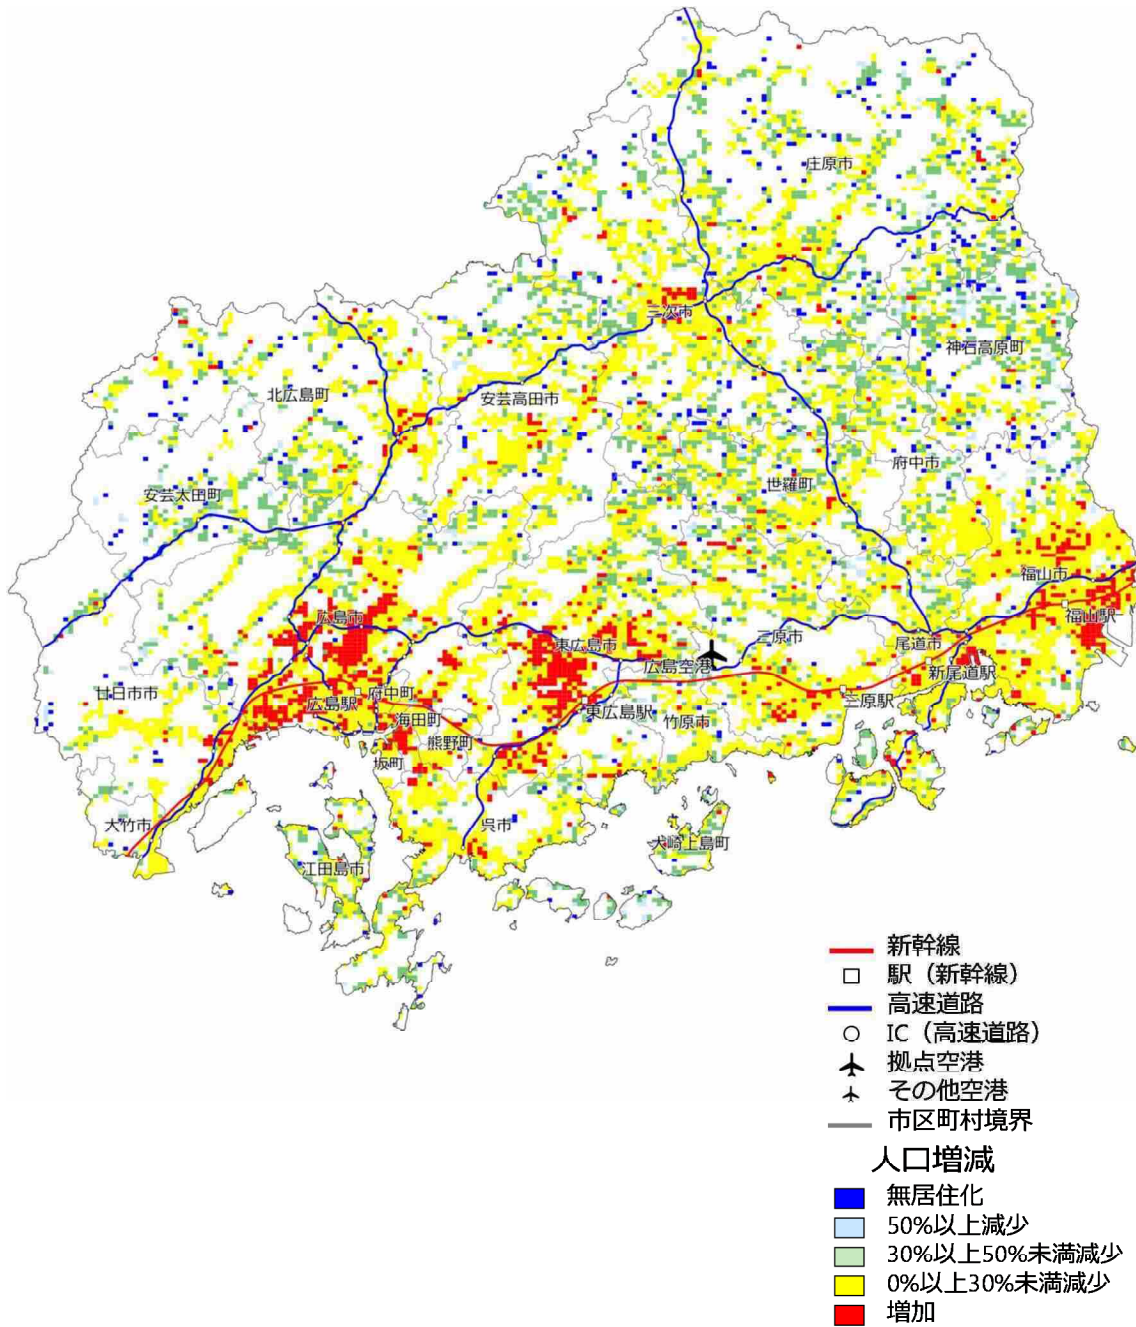 庄原市
三次市
神石高原町
北広島町
安芸高田市
府中市
安芸太田町
世羅町
福山市
広島市
福山駅
東広島市
三原市
尾道市
広島空港
新尾道駅
廿日市市
府中町
広島駅
三原駅
海田町
東広島駅
竹原市
熊野町
坂町
大竹市
呉市
大崎上島町
江田島市
新幹線
駅（新幹線）
高速道路
IC（高速道路）
拠点空港
その他空港
市区町村境界
人口増減
無居住化
50%以上減少
30%以上50%未満減少
0%以上30%未満減少
増加